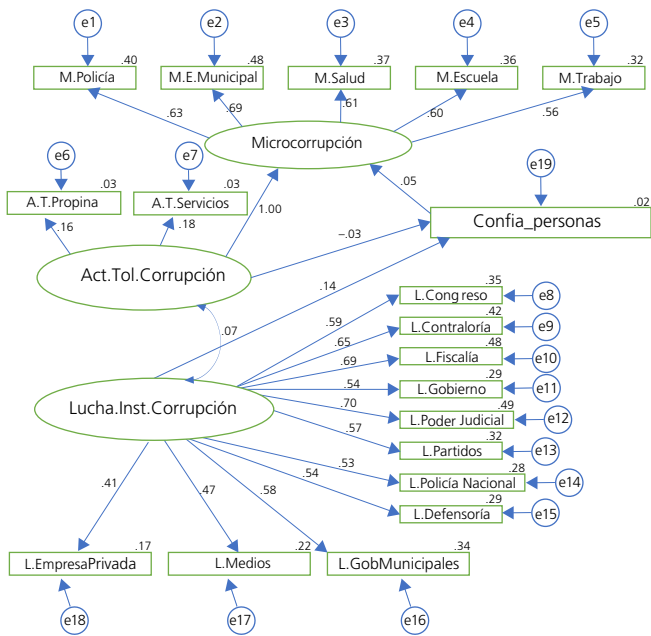 e1
e2
e3
e4
e5
.40
.48
.37
.36
.32
M.Policía
M.E.Municipal
M.Salud
M.Escuela
M.Trabajo
.63
.69
.61
.60
.56
Microcorrupción
e6
e7
e19
.03
.03
.05
A.T.Propina
A.T.Servicios
.02
Confia_personas
.16
.18
1.00
–.03
Act.Tol.Corrupción
.14
.07
.35
L.Congreso
e8
.59
.42
L.Contraloría
e9
.65
.48
L.Fiscalía
e10
.69
.29
L.Gobierno
e11
.54
.49
L.Poder Judicial
e12
.70
Lucha.Inst.Corrupción
.32
L.Partidos
e13
.57
.28
L.Policía Nacional
e14
.53
.29
L.Defensoría
e15
.54
.41
.47
.58
.17
.22
.34
L.EmpresaPrivada
L.Medios
L.GobMunicipales
e18
e17
e16